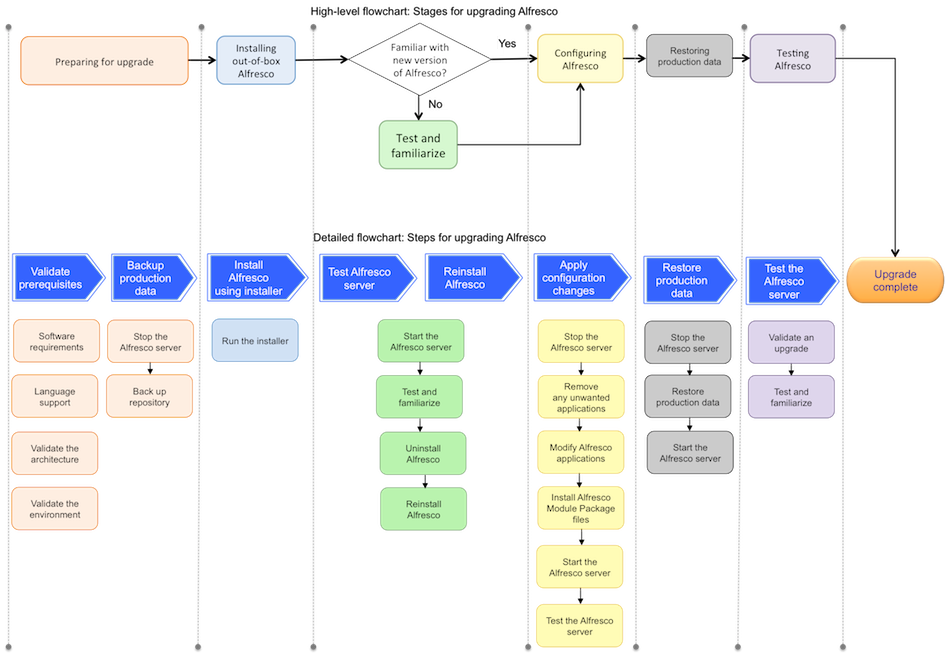 High-level flowchart: Stages for upgrading Alfresco
Preparing for upgrade
Installing
out-of-box
Alfresco
Familiar with
new version
of Alfresco?
Yes
No
Test and
familiarize
Configuring
Alfresco
Restoring
production data
Testing
Alfresco
Upgrade
complete
Detailed flowchart: Steps for upgrading Alfresco
Validate
prerequisites
Backup
production
data
Install
Alfresco
using installer
Test Alfresco
server
Reinstall
Alfresco
Apply
configuration
changes
Restore
production
data
Test the
Alfresco
server
Software
requirements
Language
support
Validate the
architecture
Validate the
environment
Stop the
Alfresco server
Back up
repository
Run the installer
Start the
Alfresco server
Test and
familiarize
Uninstall
Alfresco
Reinstall
Alfresco
Stop the
Alfresco server
Remove
any unwanted
applications
Modify Alfresco
applications
Install Alfresco
Module Package
files
Start the
Alfresco server
Test the Alfresco
server
Stop the
Alfresco server
Restore
production data
Start the
Alfresco server
Validate an
upgrade
Test and
familiarize